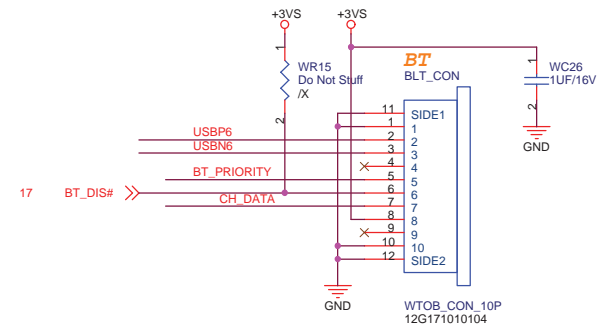 +3VS
+3VS
1
WR15
Do Not Stuff
/X
2
BT
BLT_CON
1
WC26
1UF/16V
2
GND
11 SIDE1
1 1
USBP6 2 2
USBN6 3 3
4 4
BT_PRIORITY 5 5
17 BT_DIS# 6 6
CH_DATA 7 7
8 8
9 9
10 10
12 SIDE2
GND
WTOB_CON_10P
12G171010104